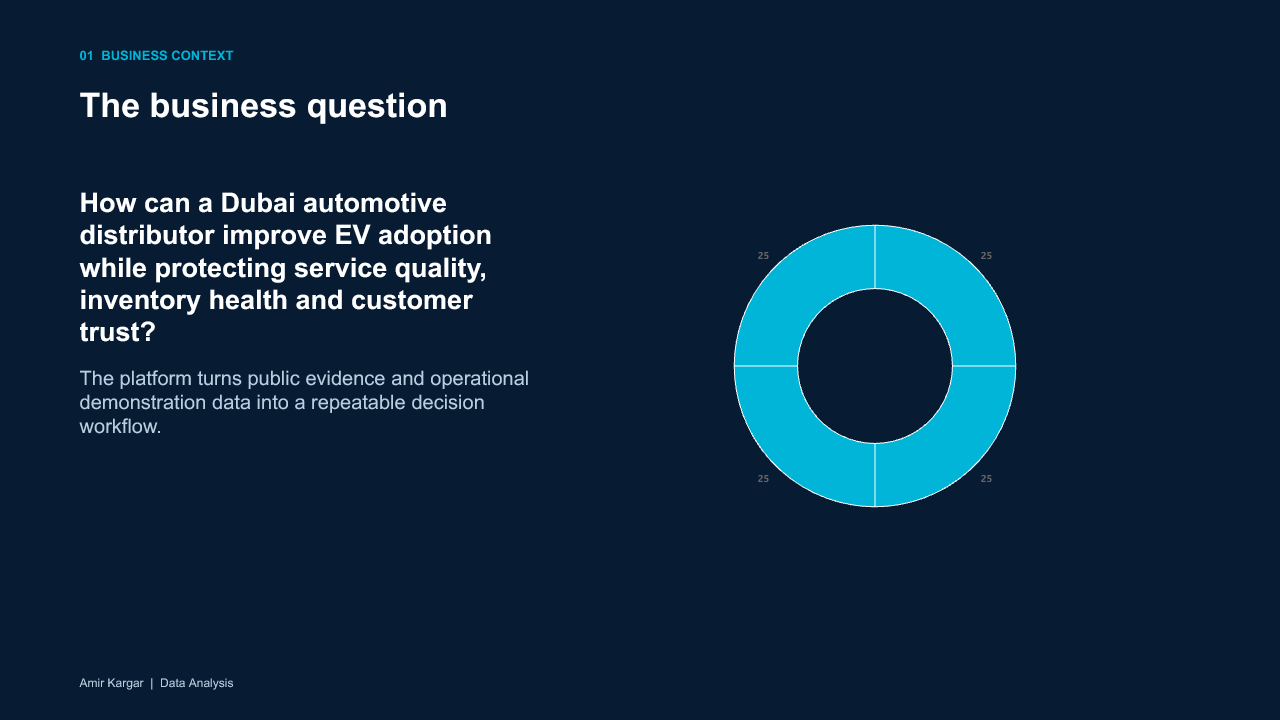 01  BUSINESS CONTEXT
The business question
How can a Dubai automotive
distributor improve EV adoption
while protecting service quality,
inventory health and customer
trust?
The platform turns public evidence and operational
demonstration data into a repeatable decision
workflow.
25
25
25
25
Amir Kargar  |  Data Analysis